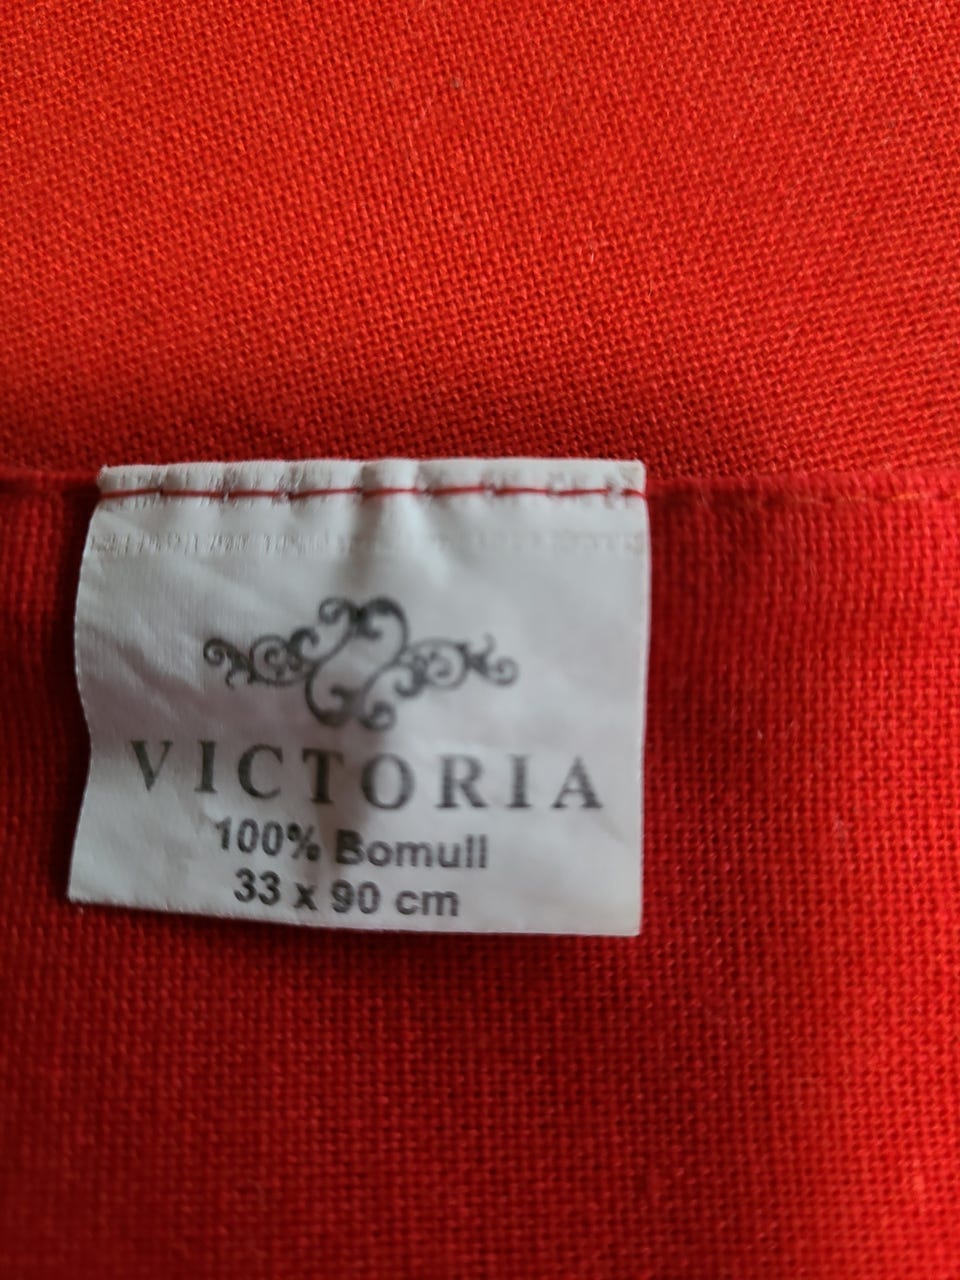 VICTORIA
100% Bomull
33 x 90 cm